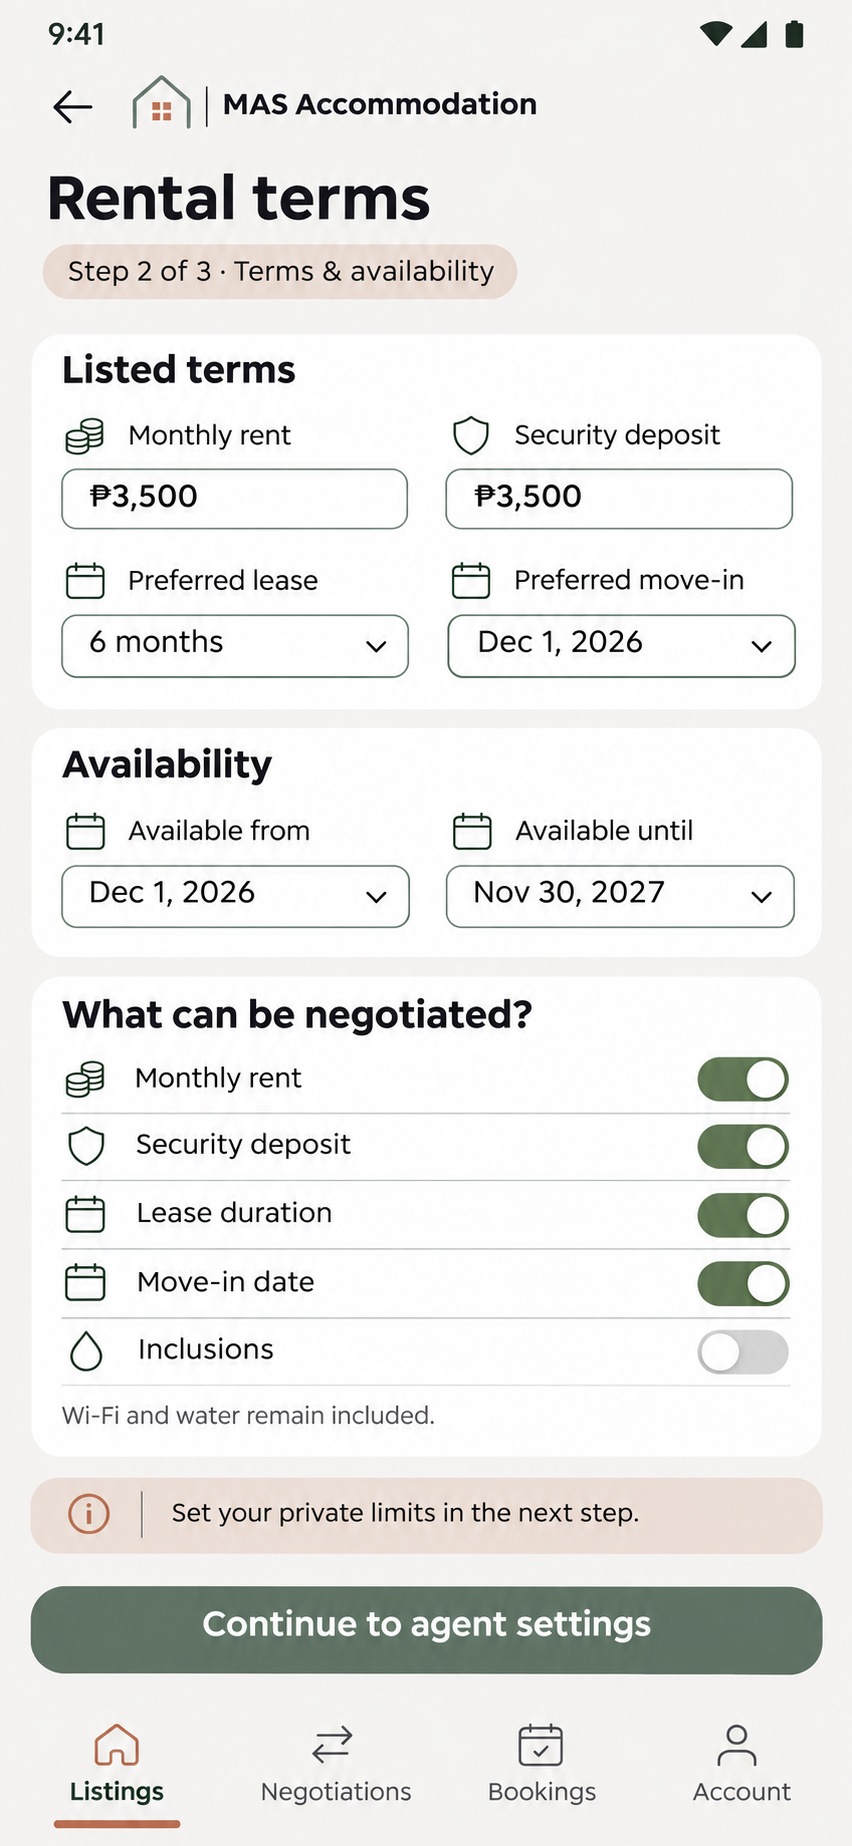 9:41
MAS Accommodation
Rental terms
Step 2 of 3 · Terms & availability
Listed terms
Monthly rent
Security deposit
₱3,500
₱3,500
Preferred lease
Preferred move-in
6 months
Dec 1, 2026
Availability
Available from
Available until
Dec 1, 2026
Nov 30, 2027
What can be negotiated?
Monthly rent
Security deposit
Lease duration
Move-in date
Inclusions
Wi-Fi and water remain included.
Set your private limits in the next step.
Continue to agent settings
Listings
Negotiations
Bookings
Account